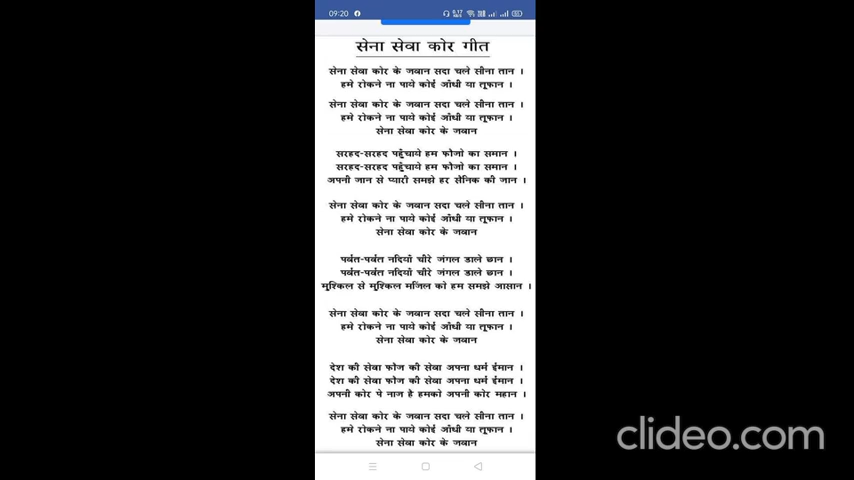 09:20
सेना सेवा कोर गीत
सेना सेवा कोर के जवान सदा चले सीना तान ।
हमे रोकने ना पाये कोई आँधी या तूफान ।
सेना सेवा कोर के जवान सदा चले सीना तान ।
हमे रोकने ना पाये कोई आँधी या तूफान ।
सेना सेवा कोर के जवान
सरहद-सरहद पहुँचाये हम फौजो का समान ।
सरहद-सरहद पहुँचाये हम फौजो का समान ।
अपनी जान से प्यारी समझे हर सैनिक की जान ।
सेना सेवा कोर के जवान सदा चले सीना तान ।
हमे रोकने ना पाये कोई आँधी या तूफान ।
सेना सेवा कोर के जवान
पर्वत-पर्वत नदियाँ चीरे जंगल डाले छान ।
पर्वत-पर्वत नदियाँ चीरे जंगल डाले छान ।
मुश्किल से मुश्किल मंजिल को हम समझे आसान ।
सेना सेवा कोर के जवान सदा चले सीना तान ।
हमे रोकने ना पाये कोई आँधी या तूफान ।
सेना सेवा कोर के जवान
देश की सेवा फौज की सेवा अपना धर्म ईमान ।
देश की सेवा फौज की सेवा अपना धर्म ईमान ।
अपनी कोर पे नाज हे हमको अपनी कोर महान ।
सेना सेवा कोर के जवान सदा चले सीना तान ।
हमे रोकने ना पाये कोई आँधी या तूफान ।
सेना सेवा कोर के जवान
clideo.com